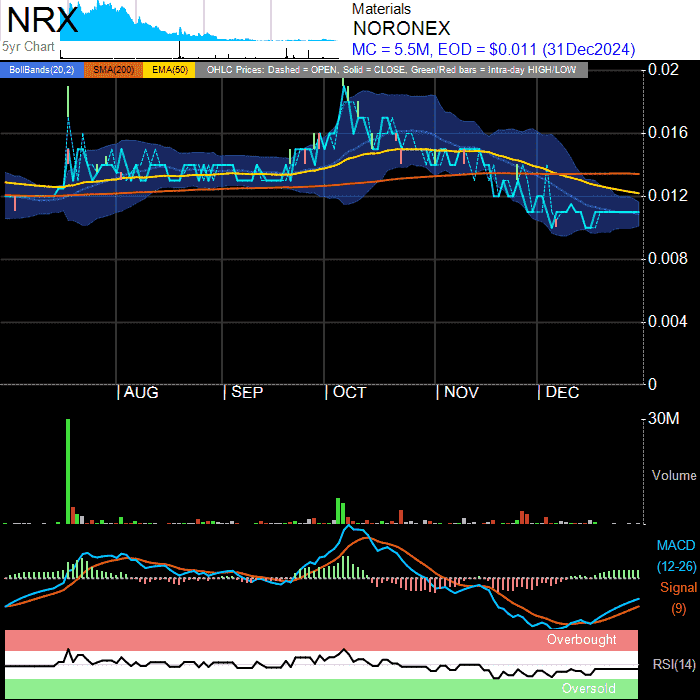 NRX
5yr Chart
Materials
NORONEX
MC = 5.5M, EOD = $0.011 (31Dec2024)
BollBands(20,2) SMA(200) EMA(50) OHLC Prices: Dashed = OPEN, Solid = CLOSE, Green/Red bars = Intra-day HIGH/LOW
0.02
0.016
0.012
0.008
0.004
0
AUG SEP OCT NOV DEC
30M
Volume
MACD
(12-26)
Signal
(9)
Overbought
RSI(14)
Oversold